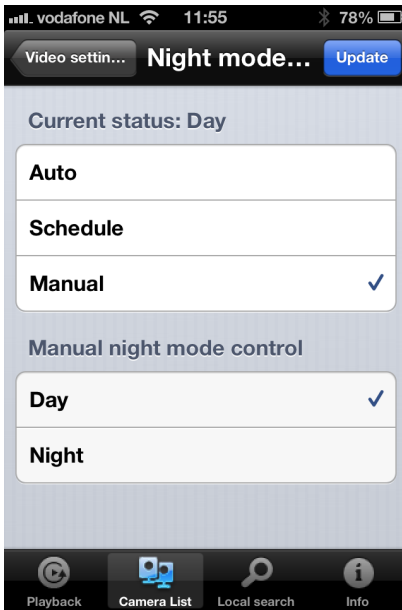 vodafone NL 11:55 78%
Video settin... Night mode... Update
Current status: Day
Auto
Schedule
Manual
Manual night mode control
Day
Night
Playback Camera List Local search Info